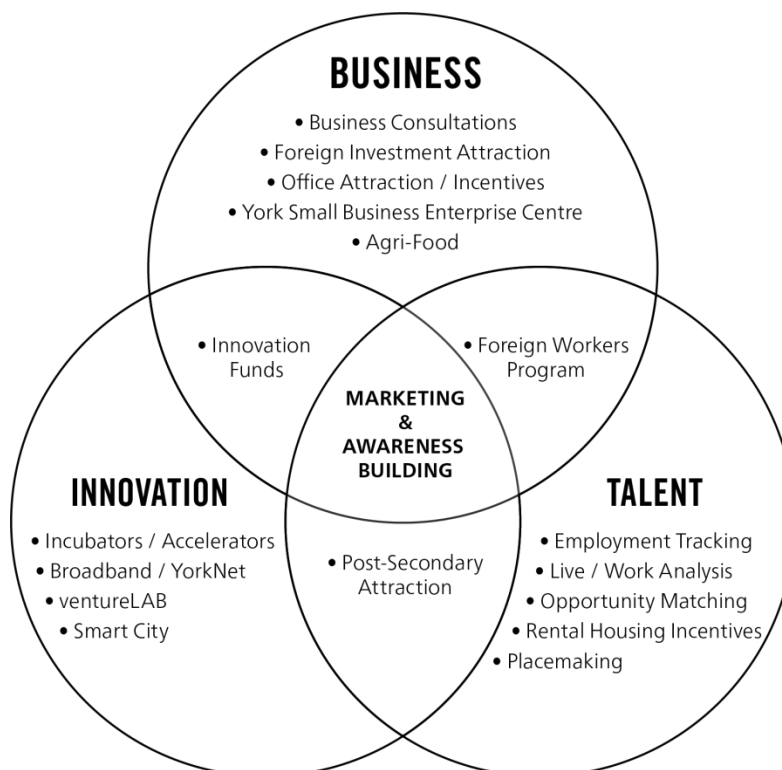 BUSINESS
• Business Consultations
• Foreign Investment Attraction
• Office Attraction / Incentives
• York Small Business Enterprise Centre
• Agri-Food
• Innovation
Funds
• Foreign Workers
Program
MARKETING
&
AWARENESS
BUILDING
INNOVATION
• Incubators / Accelerators
• Broadband / YorkNet
• ventureLAB
• Smart City
• Post-Secondary
Attraction
TALENT
• Employment Tracking
• Live / Work Analysis
• Opportunity Matching
• Rental Housing Incentives
• Placemaking